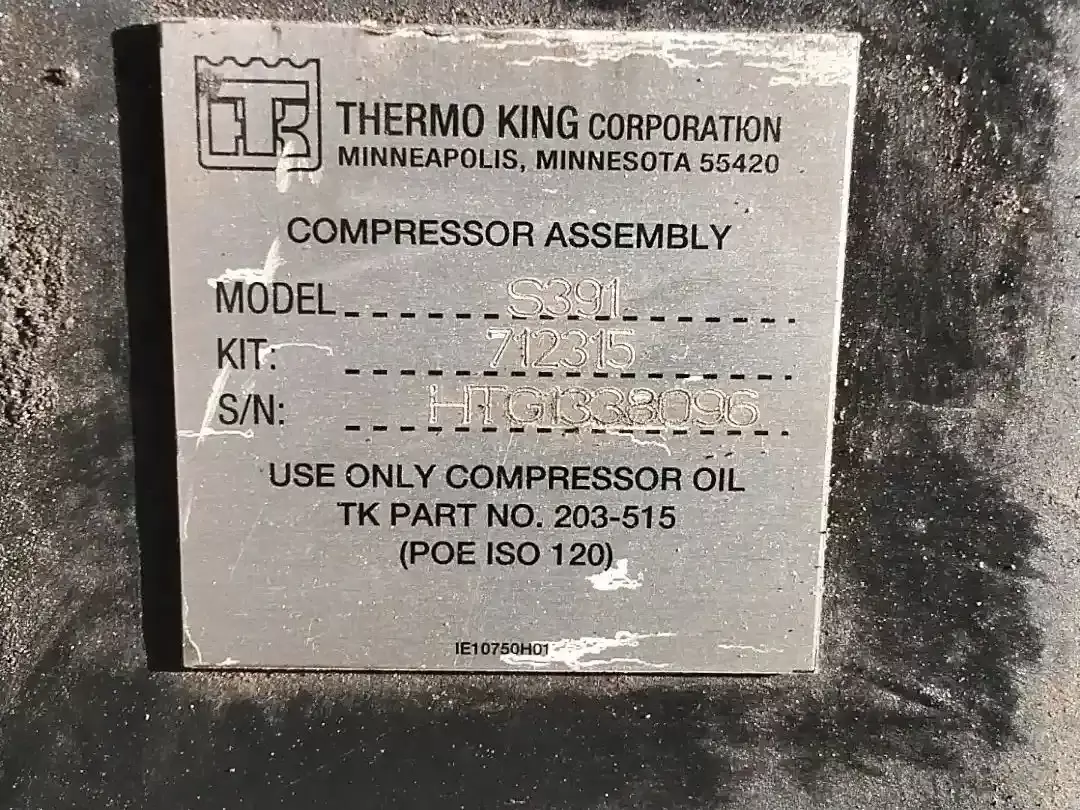 TK
THERMO KING CORPORATION
MINNEAPOLIS, MINNESOTA 55420
COMPRESSOR ASSEMBLY
MODEL S391
KIT: 712315
S/N: HTG1338096
USE ONLY COMPRESSOR OIL
TK PART NO. 203-515
(POE ISO 120)
IE10750H01